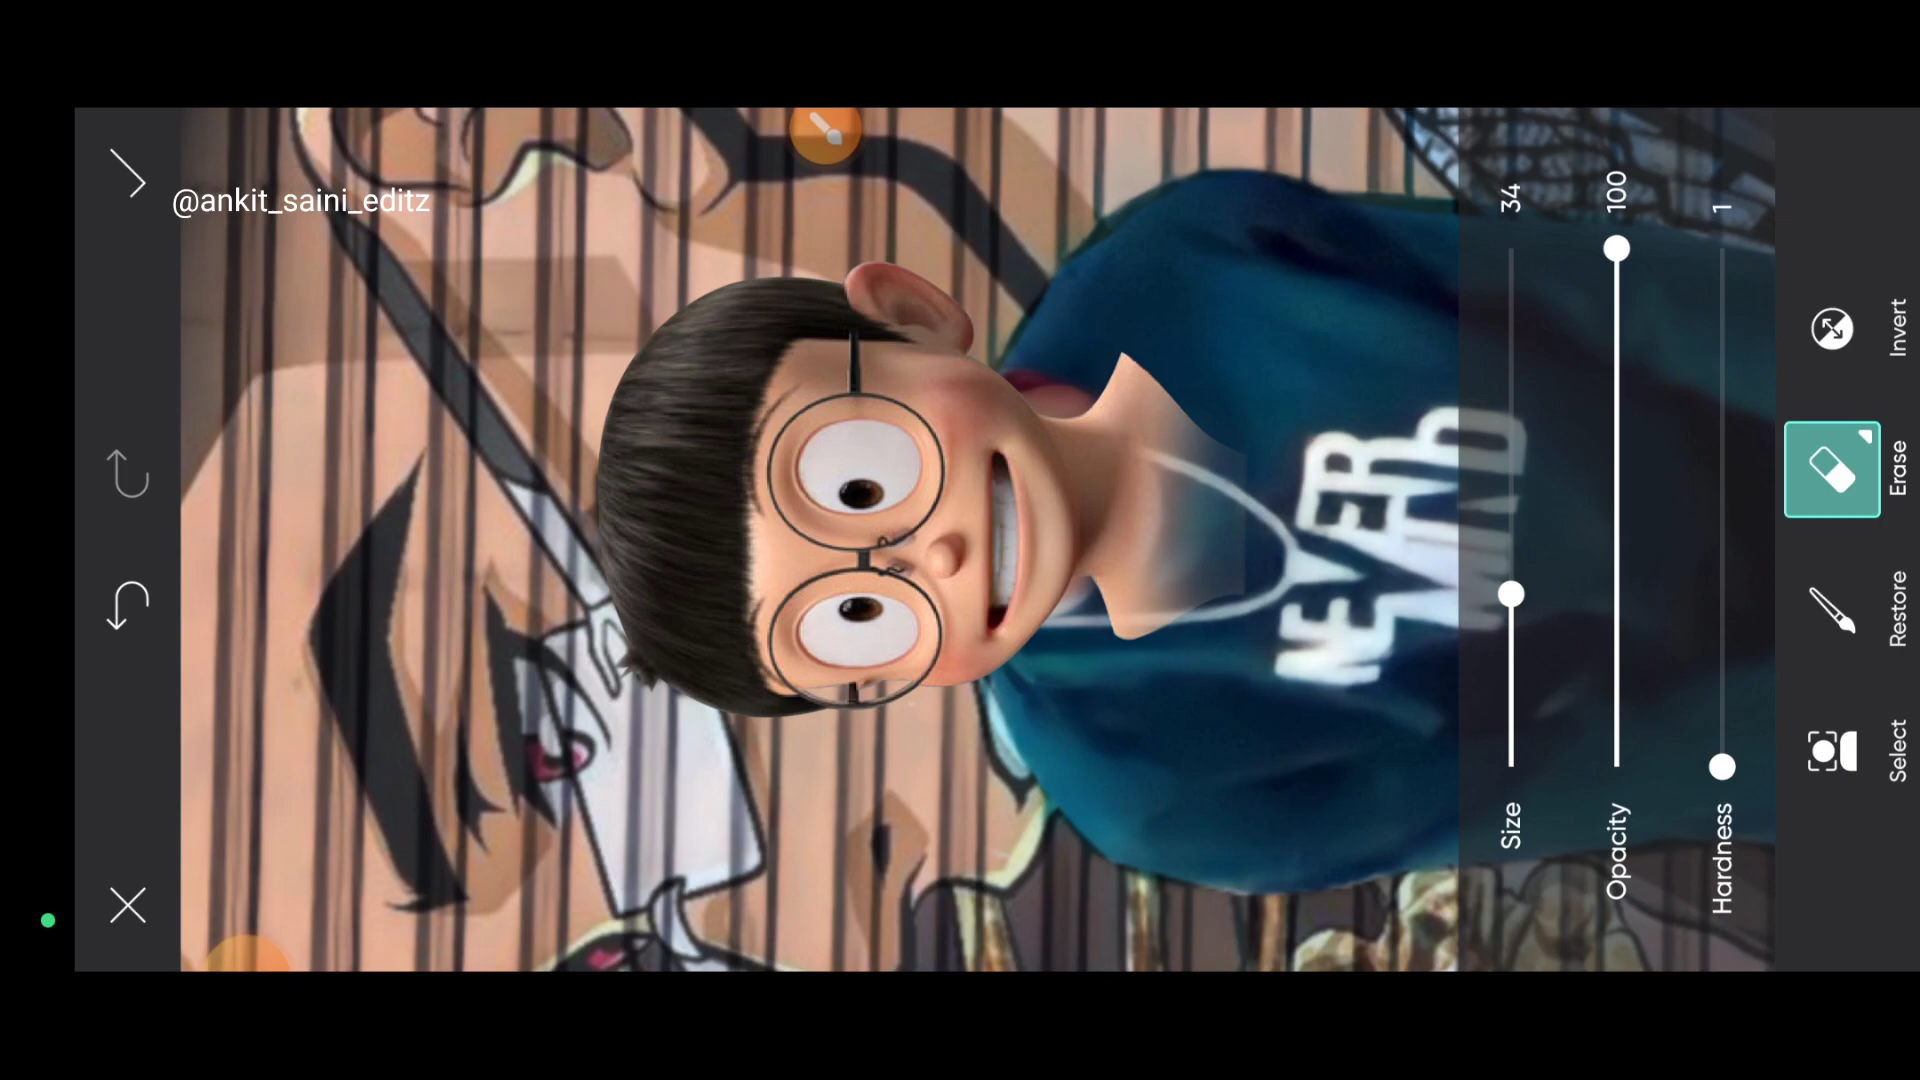 @ankit_saini_editz
34
100
1
Size
Opacity
Hardness
Invert
Erase
Restore
Select
NEVER
MIND